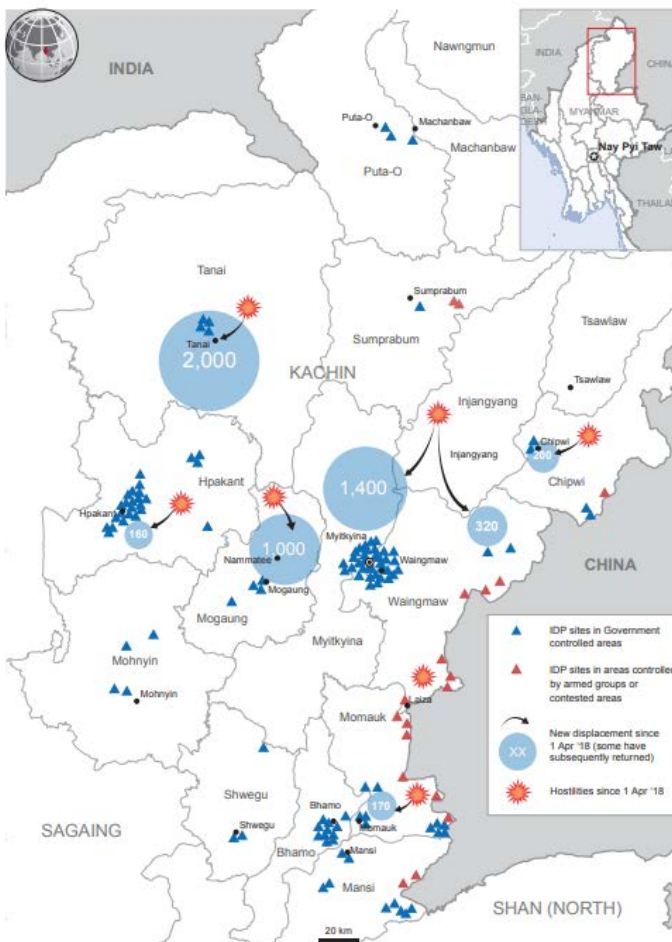 INDIA
Nawngmun
Puta-O
Machanbaw
Machanbaw
Puta-O
INDIA
CHINA
BAN-
GLA-
DESH
MYANMAR
Nay Pyi Taw
THAILAND
Tanai
Tanai
2,000
KACHIN
Sumprabum
Sumprabum
Tsawlaw
Tsawlaw
Injangyang
Injangyang
Chipwi
200
Chipwi
Hpakant
Hpakant
160
1,400
320
1,000
Nammatee
Mogaung
Mogaung
Myitkyina
Waingmaw
Waingmaw
CHINA
Mohnyin
Mohnyin
Myitkyina
Laiza
Momauk
IDP sites in Government
controlled areas
IDP sites in areas controlled
by armed groups or
contested areas
XX
New displacement since
1 Apr '18 (some have
subsequently returned)
Hostilities since 1 Apr '18
Shwegu
Shwegu
SAGAING
Bhamo
Bhamo
170
Momauk
Mansi
Mansi
SHAN (NORTH)
20 km